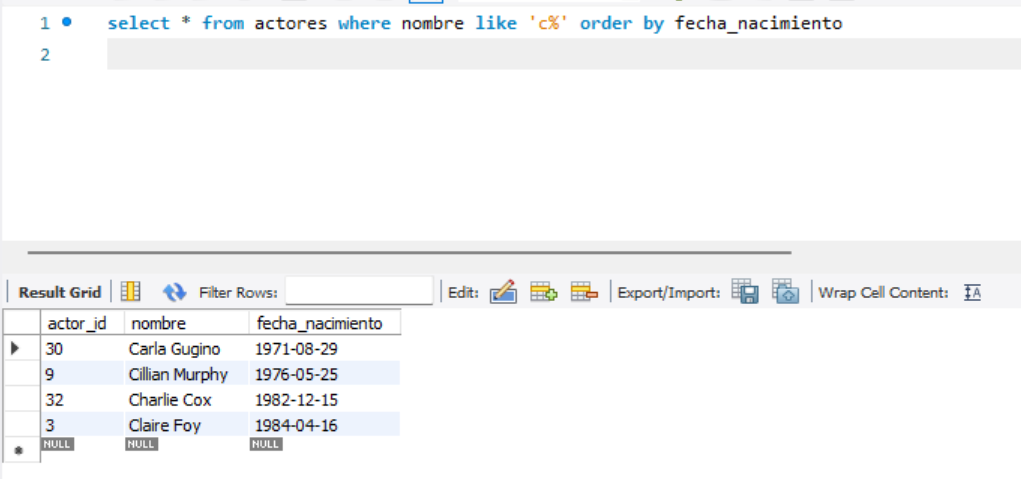 1 select * from actores where nombre like 'c%' order by fecha_nacimiento
2
Result Grid Filter Rows: Edit: Export/Import: Wrap Cell Content: IA
actor_id nombre fecha_nacimiento
30 Carla Gugino 1971-08-29
9 Cillian Murphy 1976-05-25
32 Charlie Cox 1982-12-15
3 Claire Foy 1984-04-16
NULL NULL NULL